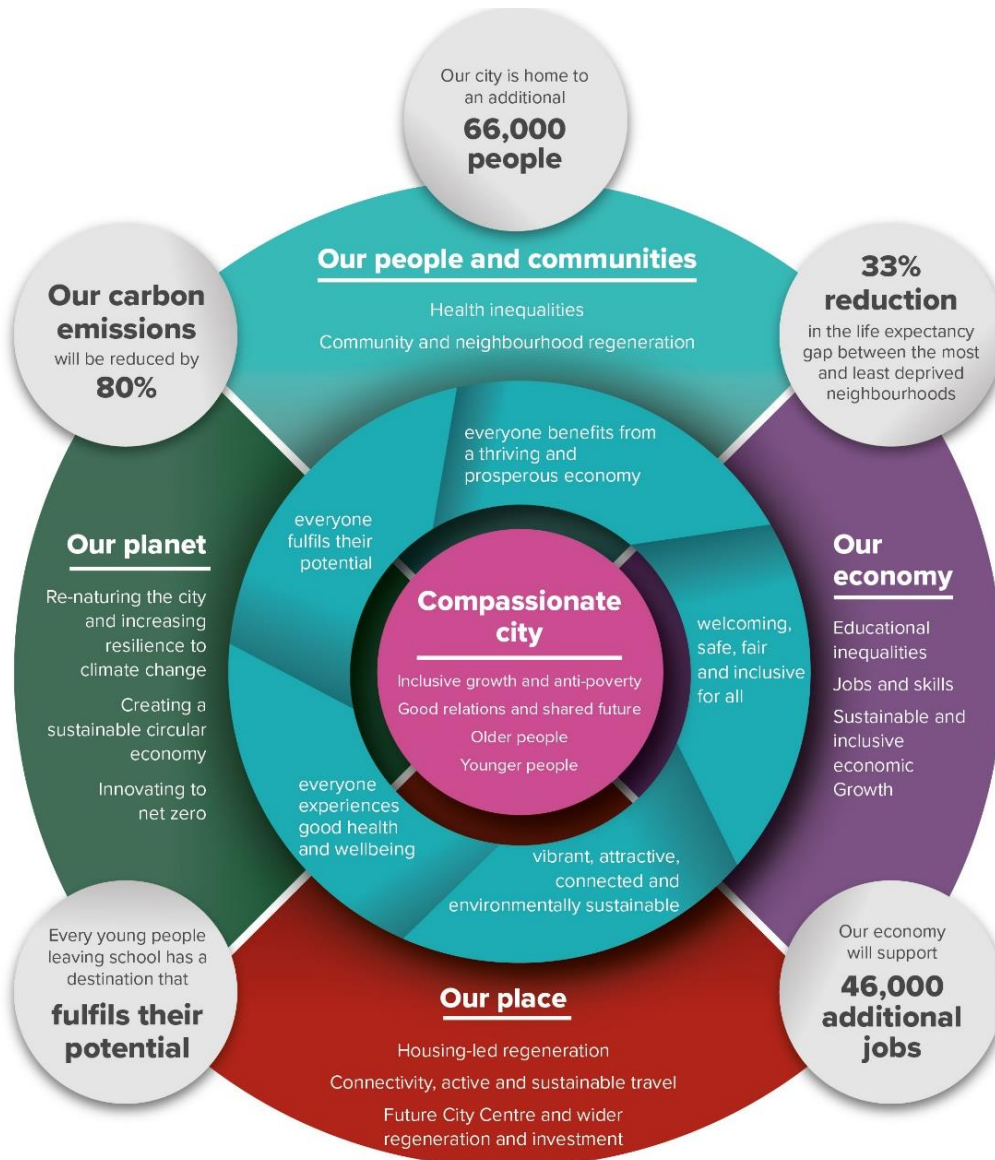 Our city is home to
an additional
66,000
people
Our carbon
emissions
will be reduced by
80%
Our people and communities
Health inequalities
Community and neighbourhood regeneration
33%
reduction
in the life expectancy
gap between the most
and least deprived
neighbourhoods
everyone benefits from
a thriving and
prosperous economy
everyone
fulfils their
potential
Our planet
Re-naturing the city
and increasing
resilience to
climate change
Creating a
sustainable circular
economy
Innovating to
net zero
Compassionate
city
Inclusive growth and anti-poverty
Good relations and shared future
Older people
Younger people
welcoming,
safe, fair
and inclusive
for all
Our
economy
Educational
inequalities
Jobs and skills
Sustainable and
inclusive
economic
Growth
everyone
experiences
good health
and wellbeing
vibrant, attractive,
connected and
environmentally sustainable
Every young people
leaving school has a
destination that
fulfils their
potential
Our place
Housing-led regeneration
Connectivity, active and sustainable travel
Future City Centre and wider
regeneration and investment
Our economy
will support
46,000
additional
jobs